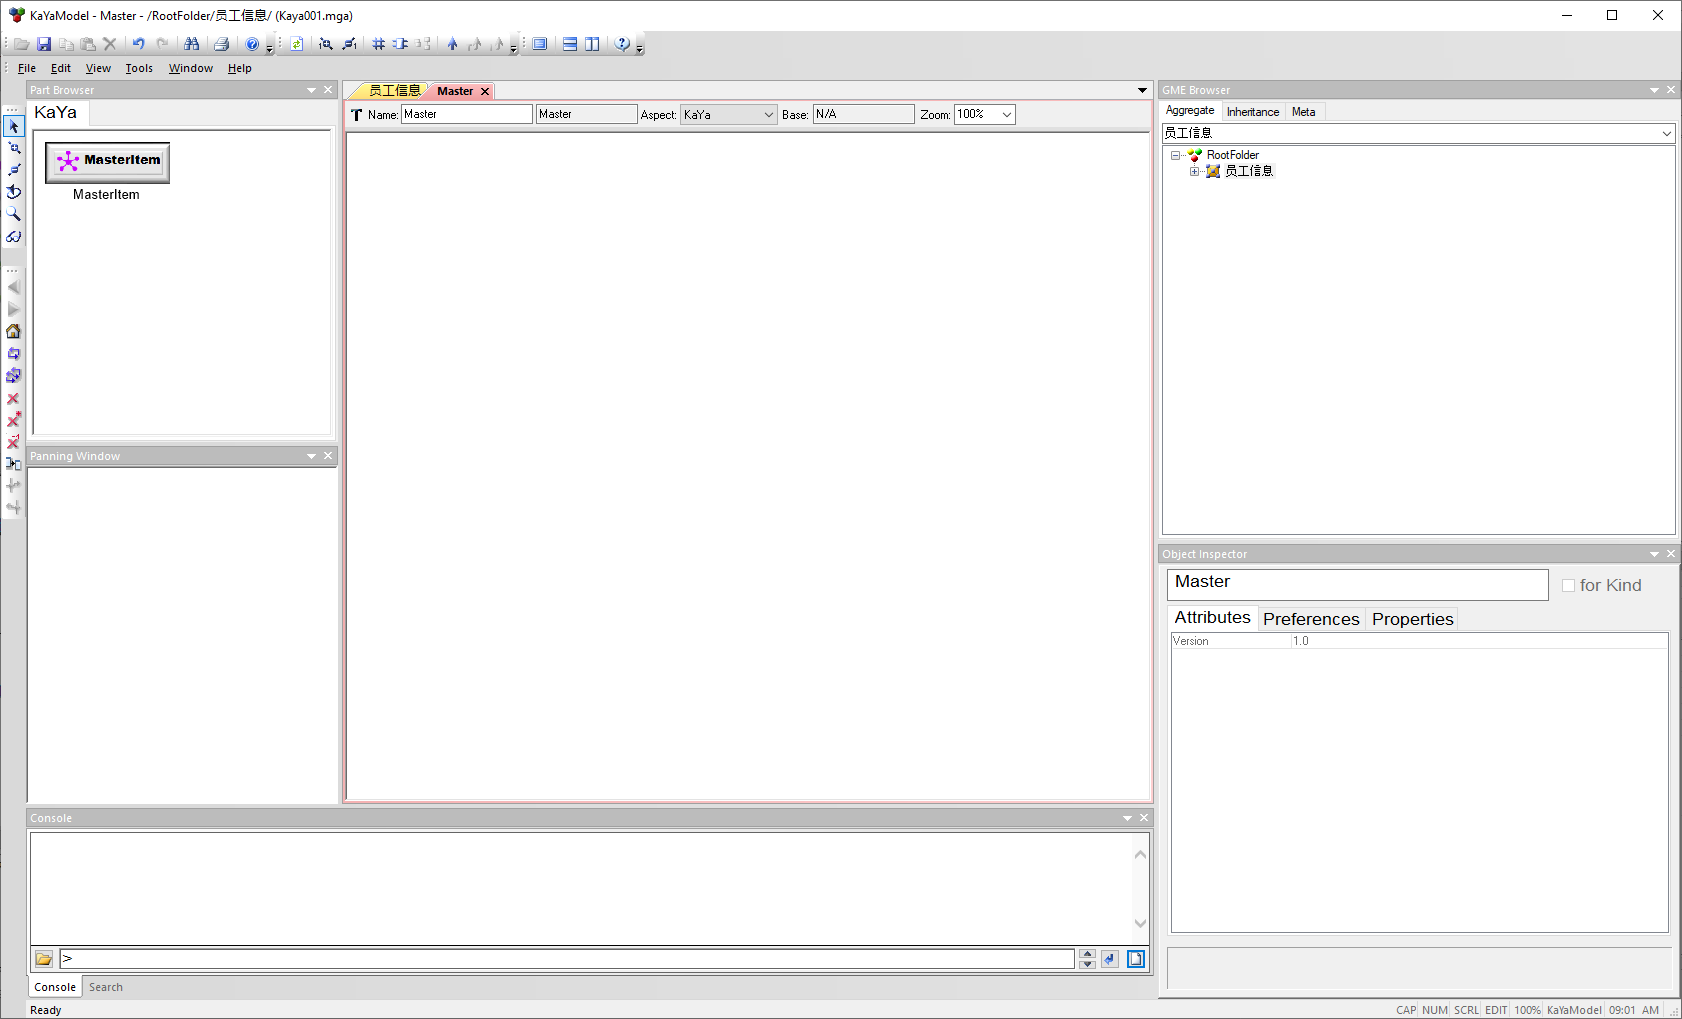 KaYaModel - Master - /RootFolder/员工信息/ (Kaya001.mga)
File Edit View Tools Window Help
Part Browser
KaYa
MasterItem
MasterItem
Panning Window
员工信息 Master
Name: Master Master Aspect: KaYa Base: N/A Zoom: 100%
GME Browser
Aggregate Inheritance Meta
员工信息
RootFolder
员工信息
Object Inspector
Master for Kind
Attributes Preferences Properties
Version 1.0
Console
>
Console Search
Ready
CAP NUM SCRL EDIT 100% KaYaModel 09:01 AM